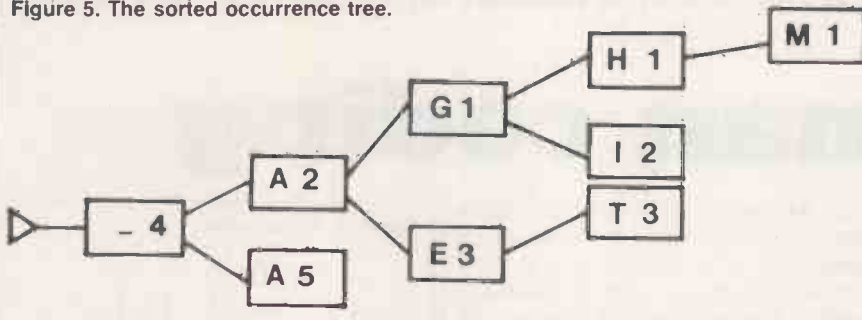 Figure 5. The sorted occurrence tree.
M 1
H 1
G 1
I 2
A 2
T 3
_ 4
E 3
A 5